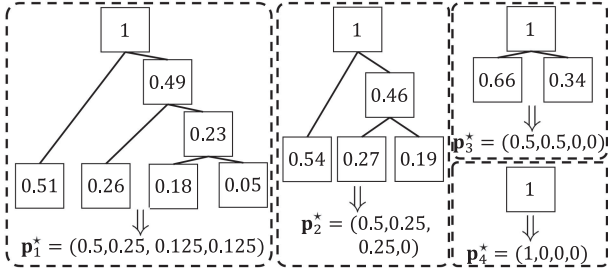 1
0.49
0.23
0.51 0.26 0.18 0.05
⇓
p₁⋆ = (0.5,0.25, 0.125,0.125)
1
0.46
0.54 0.27 0.19
⇓
p₂⋆ = (0.5,0.25,
0.25,0)
1
0.66 0.34
⇓
p₃⋆ = (0.5,0.5,0,0)
1
⇓
p₄⋆ = (1,0,0,0)